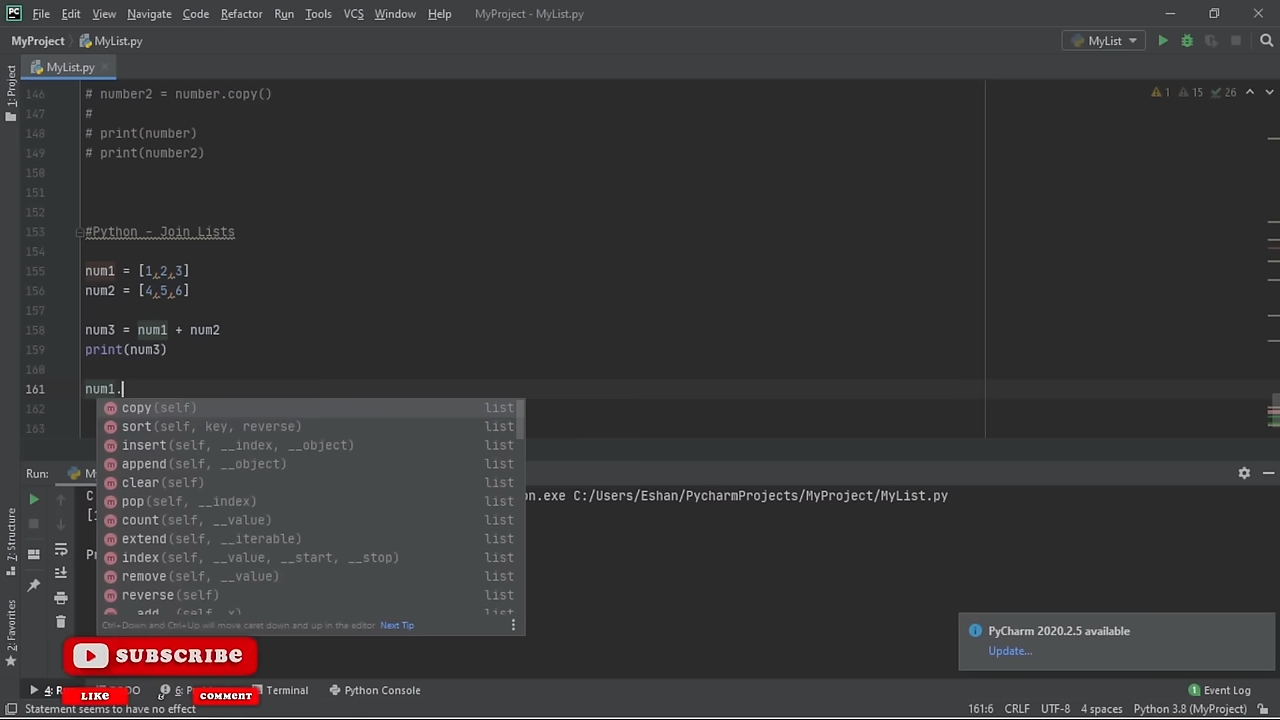 File Edit View Navigate Code Refactor Run Tools VCS Window Help MyProject - MyList.py
MyProject MyList.py MyList
MyList.py
1: Project
146 # number2 = number.copy() 1 15 26
147 #
148 # print(number)
149 # print(number2)
150
151
152
153 #Python - Join Lists
154
155 num1 = [1,2,3]
156 num2 = [4,5,6]
157
158 num3 = num1 + num2
159 print(num3)
160
161 num1.
162
163
copy(self) list
sort(self, key, reverse) list
insert(self, __index, __object) list
append(self, __object) list
clear(self) list
pop(self, __index) list
count(self, __value) list
extend(self, __iterable) list
index(self, __value, __start, __stop) list
remove(self, __value) list
reverse(self) list
Ctrl+Down and Ctrl+Up will move caret down and up in the editor Next Tip
Run:
C:/Users/Eshan/PycharmProjects/MyProject/MyList.py
7: Structure
2: Favorites
PyCharm 2020.2.5 available
Update...
SUBSCRIBE
LIKE & COMMENT
Terminal Python Console Event Log
Statement seems to have no effect 161:6 CRLF UTF-8 4 spaces Python 3.8 (MyProject)